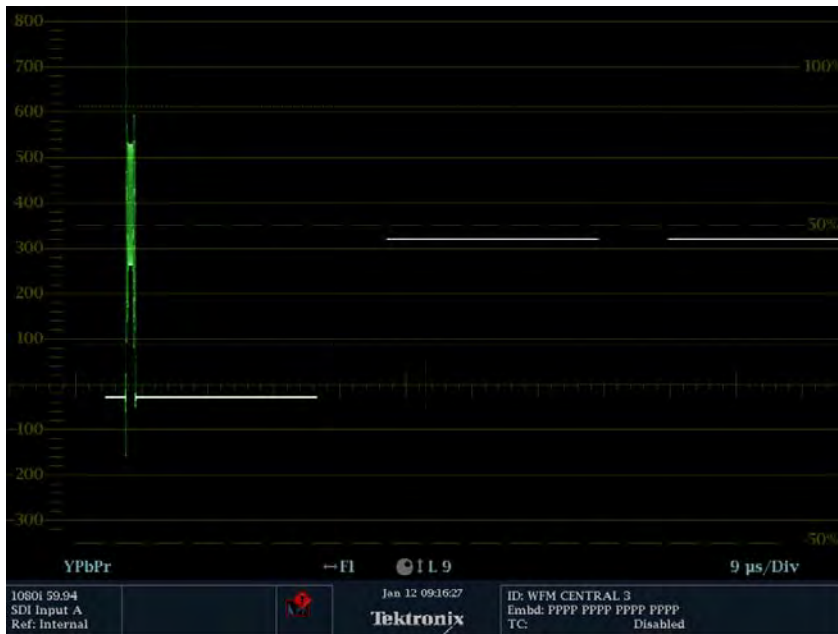 800
700
100%
600
500
400
50%
300
200
100
-100
-200
-300
-50%
YPbPr
↔F1
↕L 9
9 µs/Div
1080i 59.94
SDI Input A
Ref: Internal
Jan 12 09:16:27
Tektronix
ID: WFM CENTRAL 3
Embd: PPPP PPPP PPPP PPPP
TC: Disabled